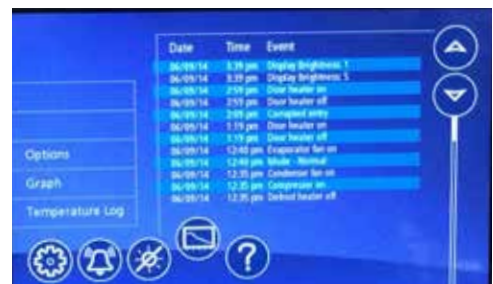 Date Time Event
06/09/14 3:39 pm Display Brightness: 1
06/09/14 3:39 pm Display Brightness: 5
06/09/14 2:59 pm Door heater on
06/09/14 2:59 pm Door heater off
06/09/14 2:09 pm Corrupted entry
06/09/14 1:19 pm Door heater on
06/09/14 1:19 pm Door heater off
06/09/14 12:40 pm Evaporator fan on
06/09/14 12:40 pm Mode - Normal
06/09/14 12:35 pm Condenser fan on
06/09/14 12:35 pm Compressor on
06/09/14 12:35 pm Defrost heater off
Options
Graph
Temperature Log
?